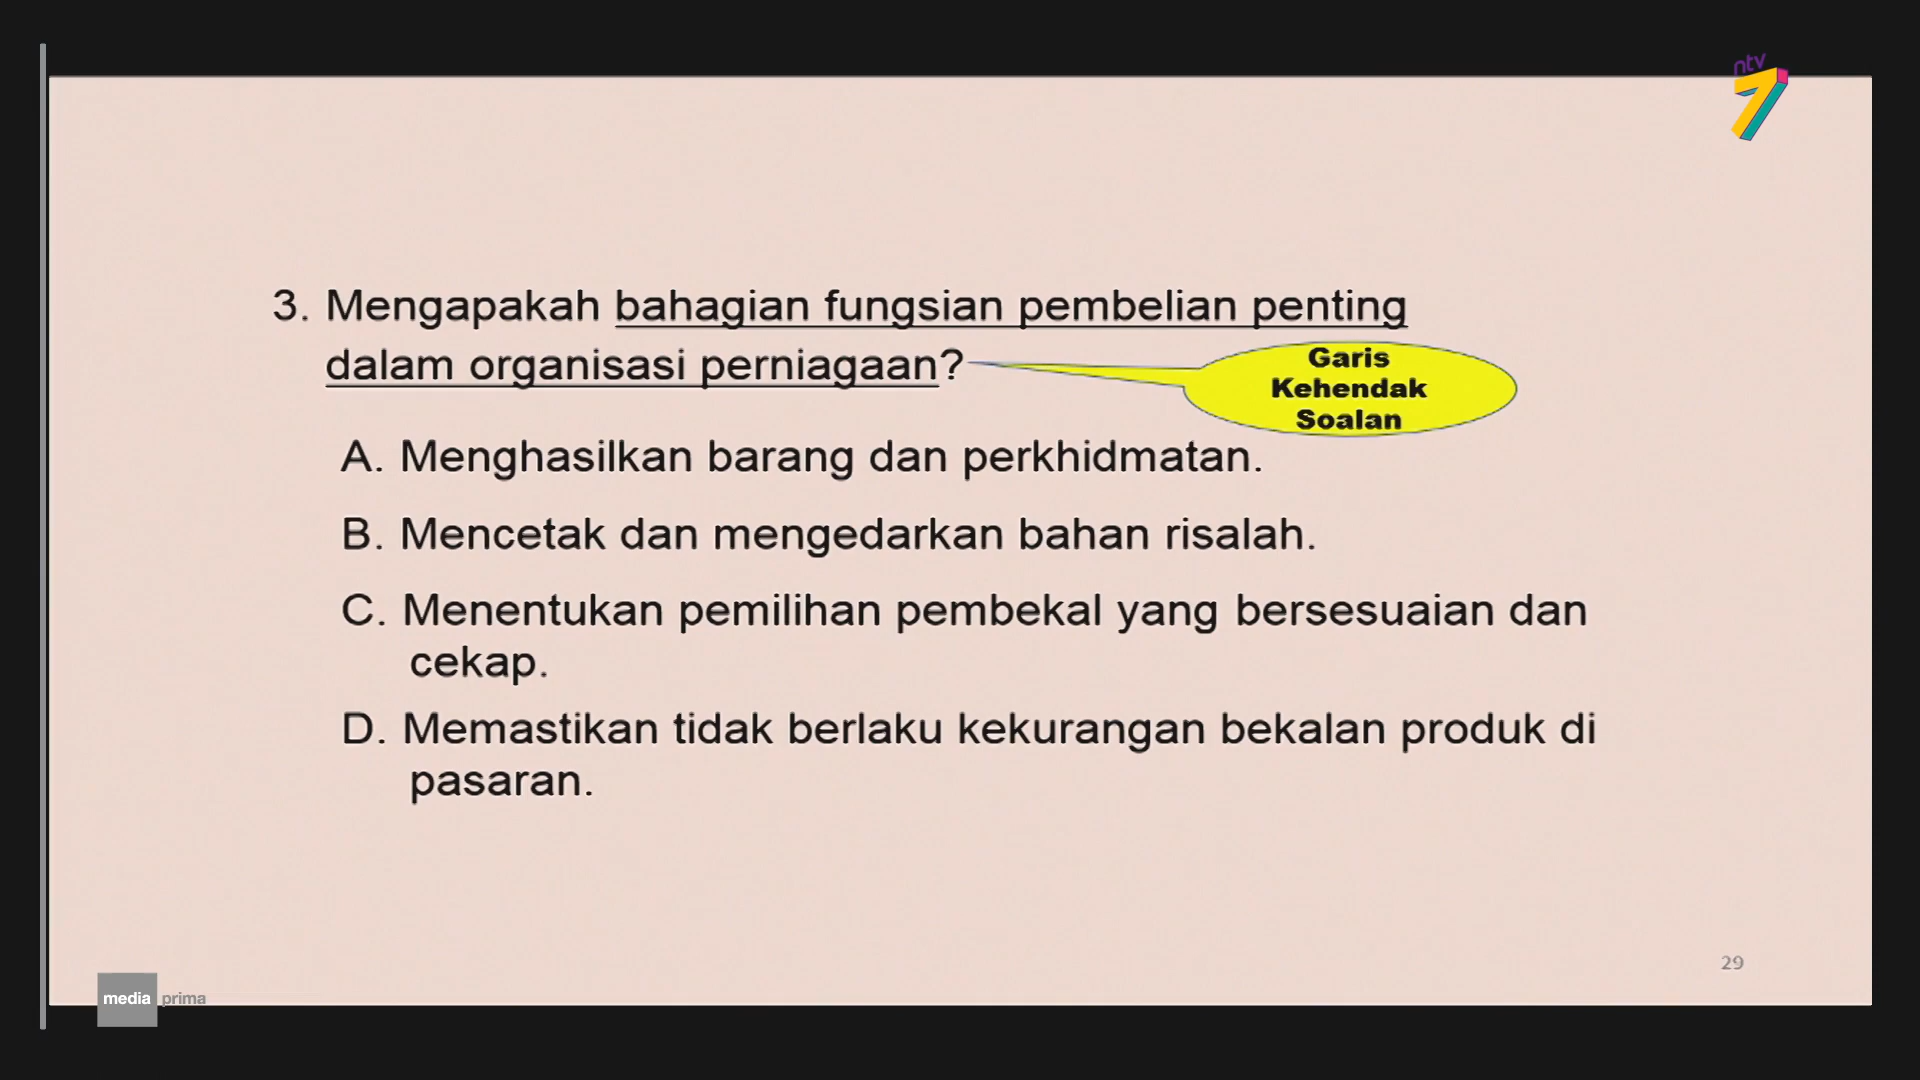 ntv
7
3. Mengapakah bahagian fungsian pembelian penting
dalam organisasi perniagaan?
Garis
Kehendak
Soalan
A. Menghasilkan barang dan perkhidmatan.
B. Mencetak dan mengedarkan bahan risalah.
C. Menentukan pemilihan pembekal yang bersesuaian dan
cekap.
D. Memastikan tidak berlaku kekurangan bekalan produk di
pasaran.
29
media prima